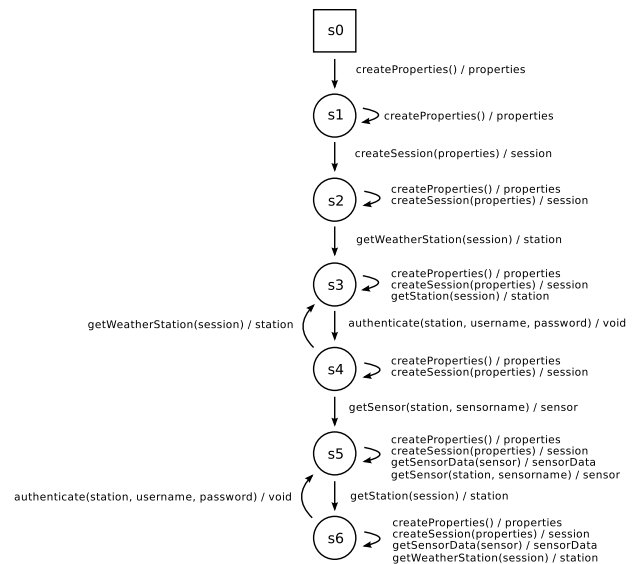 s0
createProperties() / properties
s1
createProperties() / properties
createSession(properties) / session
s2
createProperties() / properties
createSession(properties) / session
getWeatherStation(session) / station
s3
createProperties() / properties
createSession(properties) / session
getStation(session) / station
getWeatherStation(session) / station
authenticate(station, username, password) / void
s4
createProperties() / properties
createSession(properties) / session
getSensor(station, sensorname) / sensor
s5
createProperties() / properties
createSession(properties) / session
getSensorData(sensor) / sensorData
getSensor(station, sensorname) / sensor
authenticate(station, username, password) / void
getStation(session) / station
s6
createProperties() / properties
createSession(properties) / session
getSensorData(sensor) / sensorData
getWeatherStation(session) / station